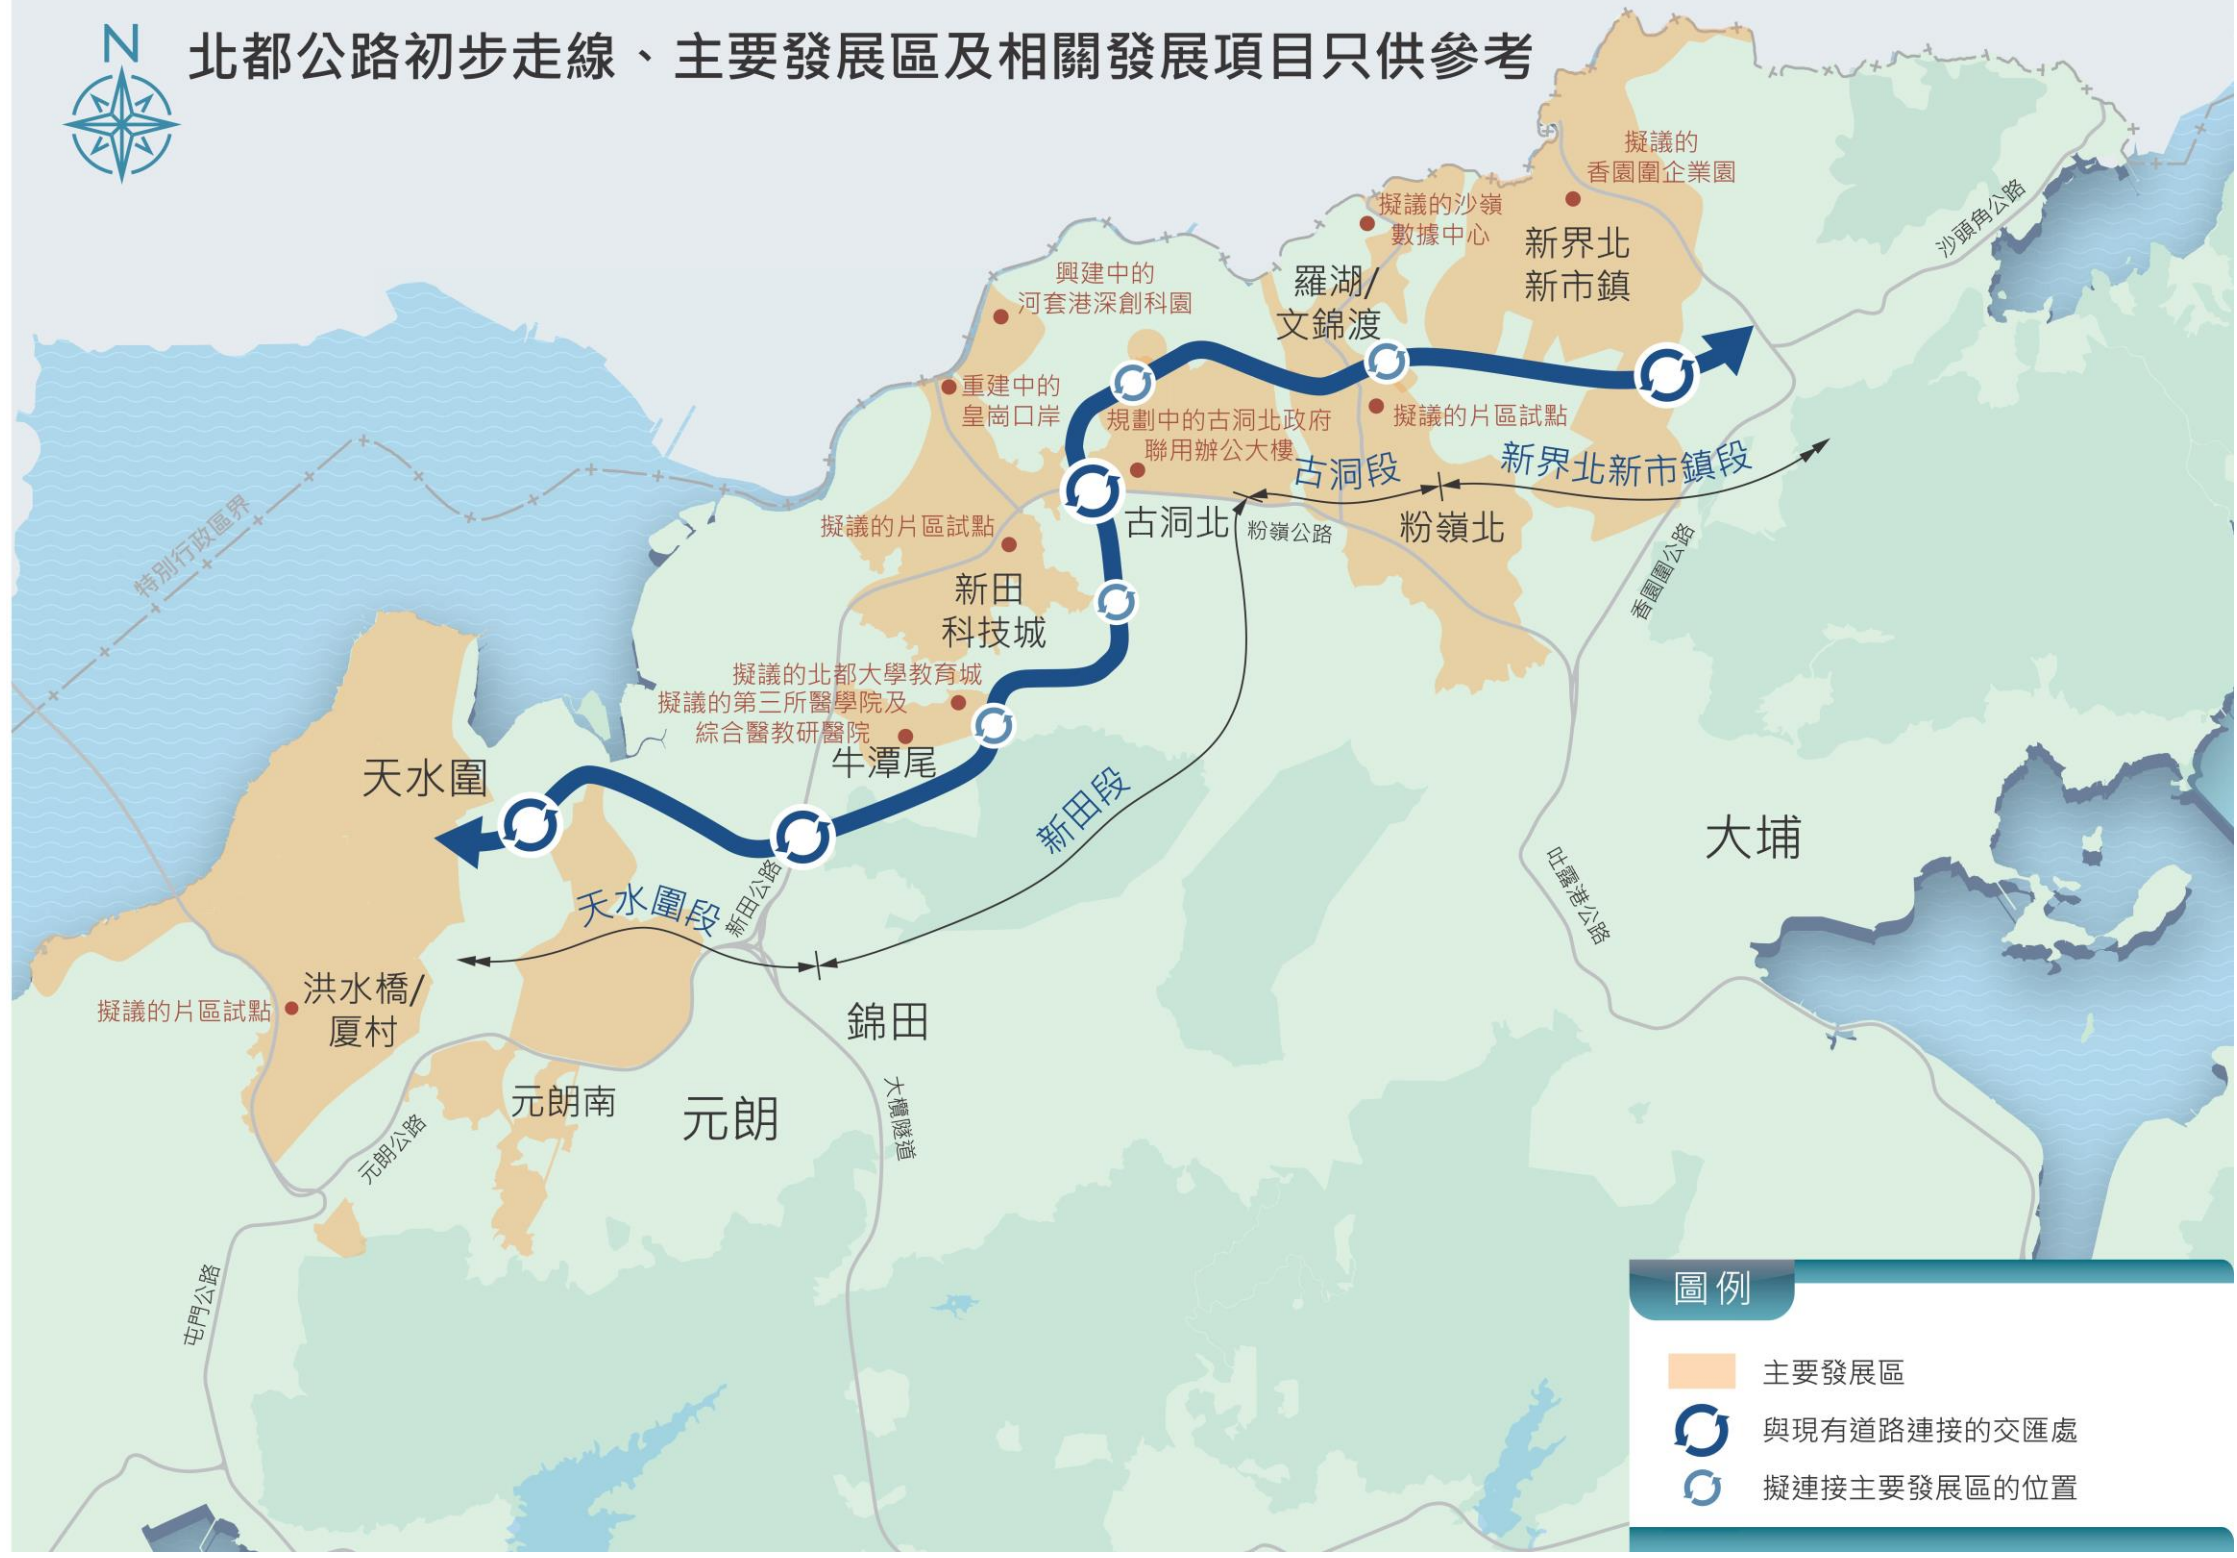 N
北都公路初步走線、主要發展區及相關發展項目只供參考
擬議的
香園圍企業園
擬議的沙嶺
數據中心
沙頭角公路
新界北
新市鎮
興建中的
河套港深創科園
羅湖/
文錦渡
重建中的
皇崗口岸
規劃中的古洞北政府
聯用辦公大樓
擬議的片區試點
古洞段
新界北新市鎮段
特別行政區界
擬議的片區試點
古洞北
粉嶺公路
粉嶺北
香園圍公路
新田
科技城
擬議的北都大學教育城
擬議的第三所醫學院及
綜合醫教研醫院
牛潭尾
天水圍
新田段
大埔
天水圍段
新田公路
吐露港公路
擬議的片區試點
洪水橋/
厦村
錦田
元朗南
元朗
大欖隧道
元朗公路
屯門公路
圖例
主要發展區
與現有道路連接的交匯處
擬連接主要發展區的位置